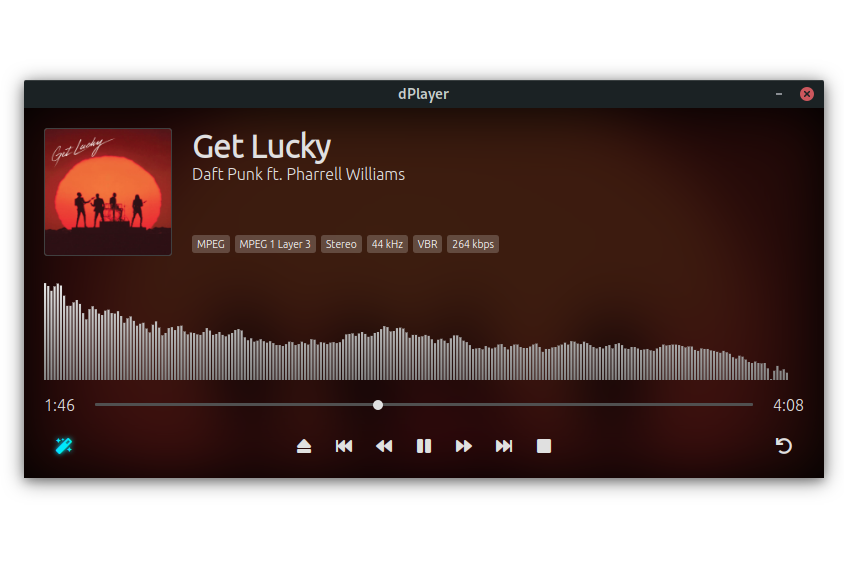 dPlayer
Get Lucky
Get Lucky
Daft Punk ft. Pharrell Williams
MPEG MPEG 1 Layer 3 Stereo 44 kHz VBR 264 kbps
1:46 4:08